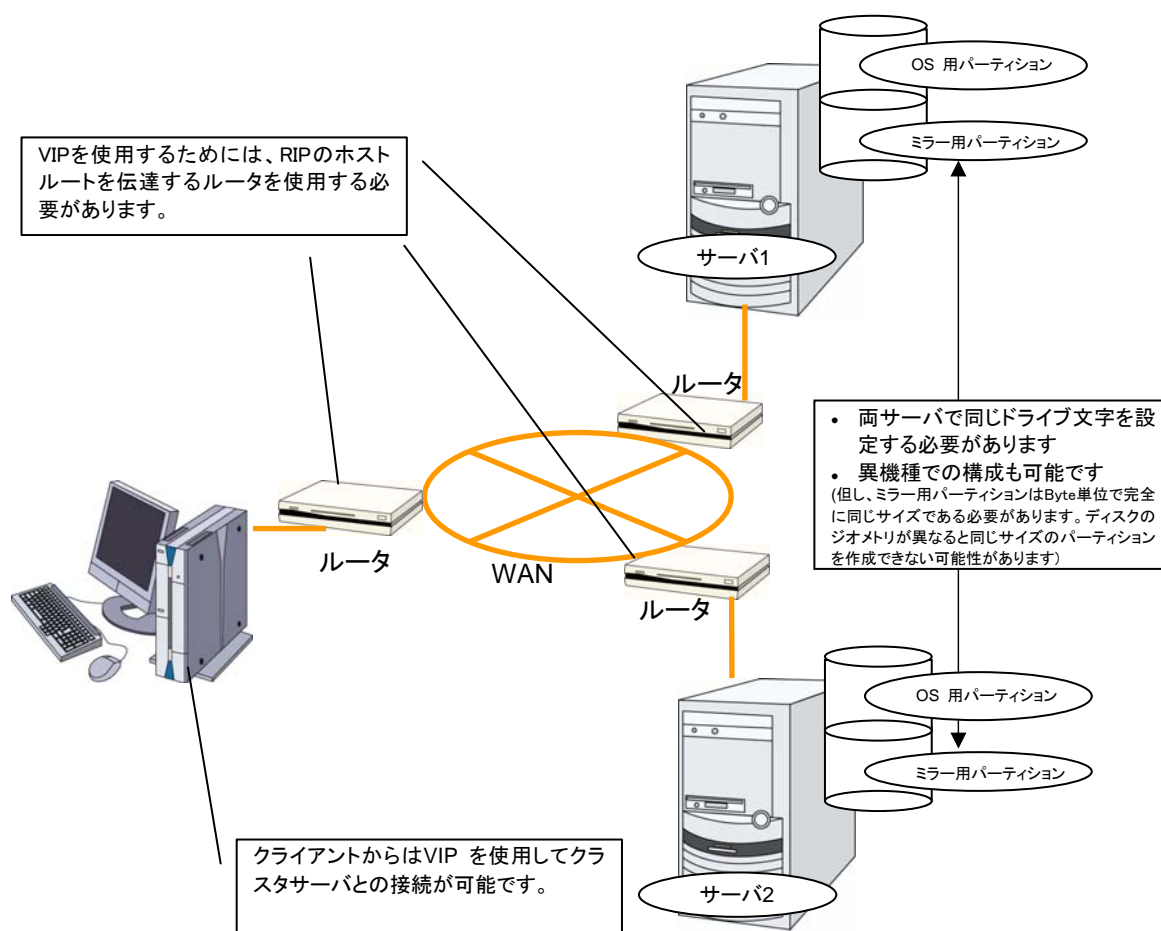 OS 用パーティション
ミラー用パーティション
VIPを使用するためには、RIPのホスト
ルートを伝達するルータを使用する必
要があります。
サーバ1
ルータ
• 両サーバで同じドライブ文字を設
定する必要があります
• 異機種での構成も可能です
(但し、ミラー用パーティションはByte単位で完全
に同じサイズである必要があります。ディスクの
ジオメトリが異なると同じサイズのパーティション
を作成できない可能性があります)
ルータ
WAN
ルータ
OS 用パーティション
ミラー用パーティション
クライアントからはVIP を使用してクラ
スタサーバとの接続が可能です。
サーバ2